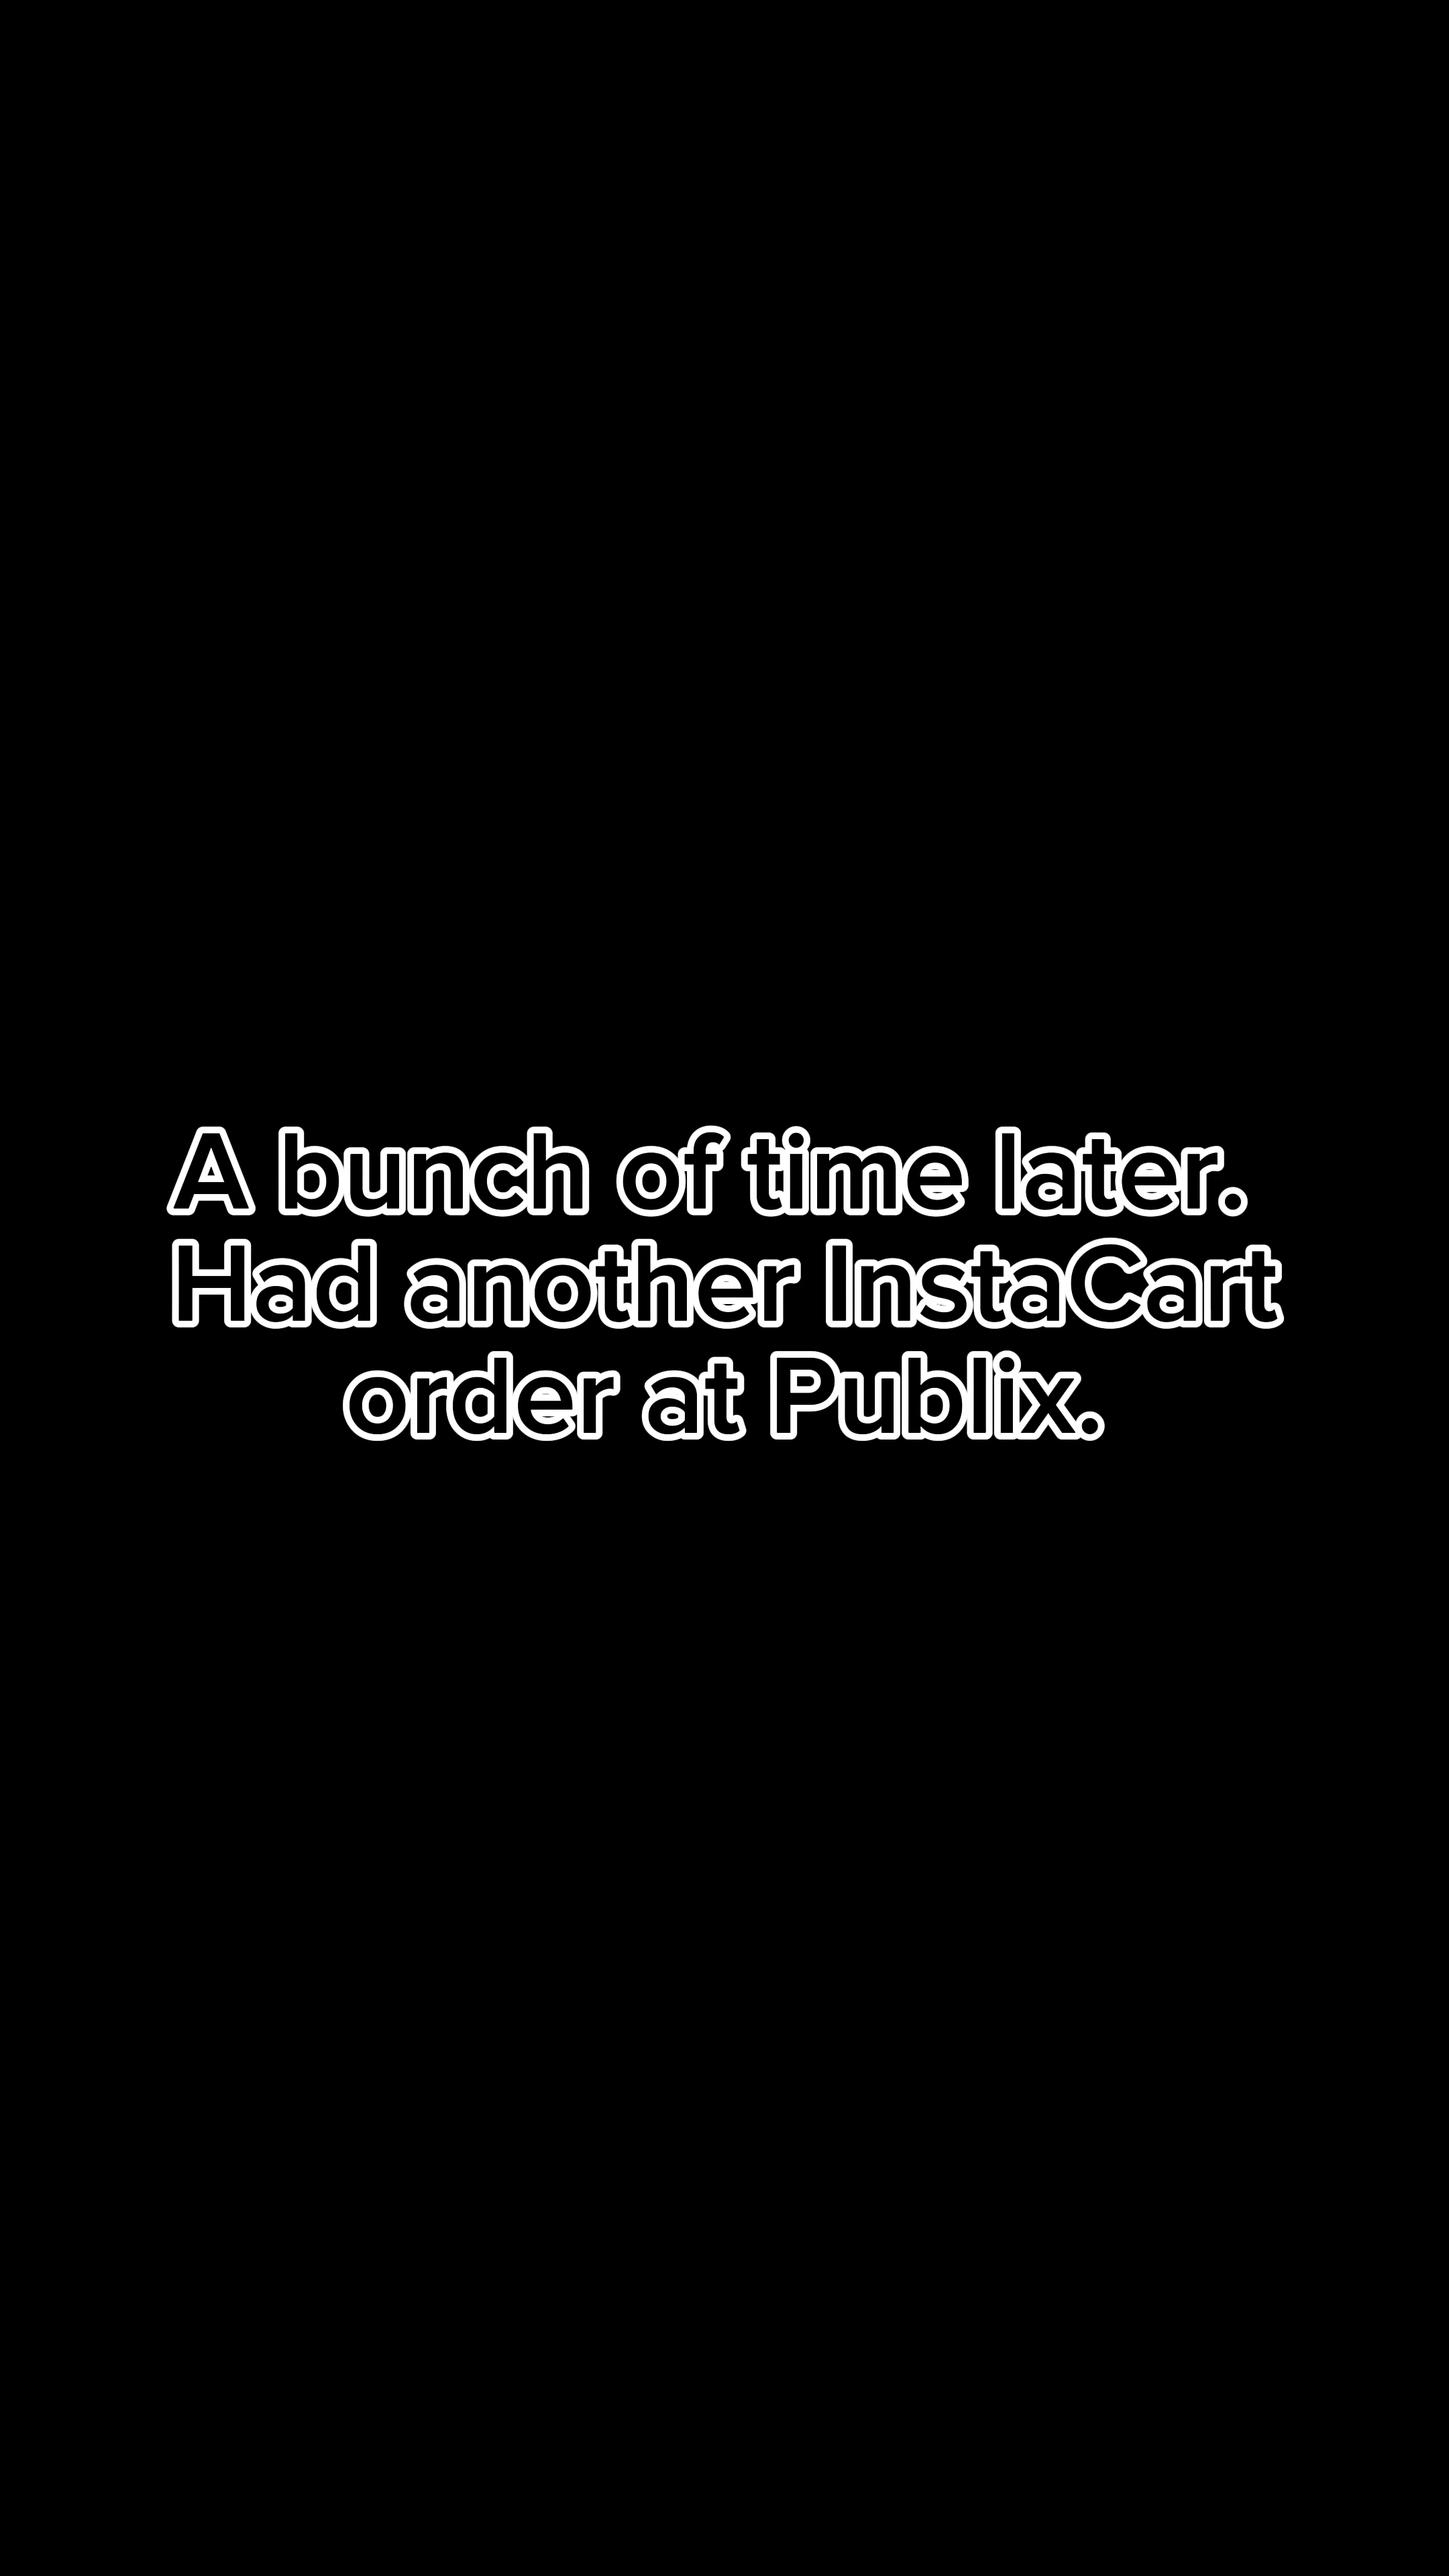 A bunch of time later.
Had another InstaCart
order at Publix.